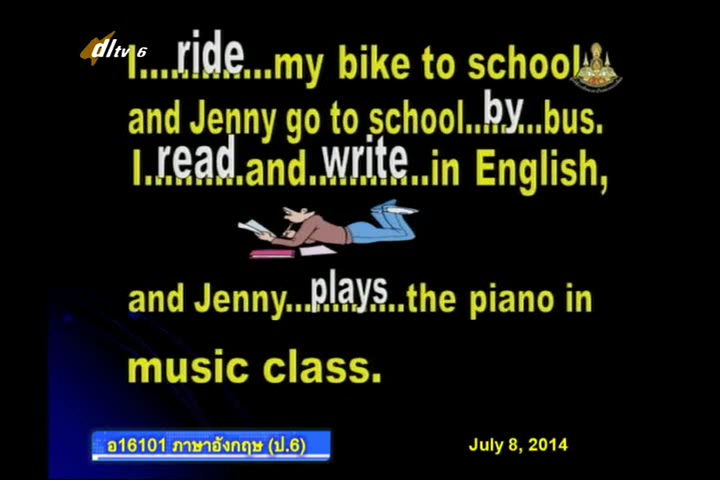 dltv 6
I....ride....my bike to school
and Jenny go to school...by...bus.
I...read...and...write...in English,
and Jenny...plays...the piano in
music class.
อ16101 ภาษาอังกฤษ (ป.6)
July 8, 2014